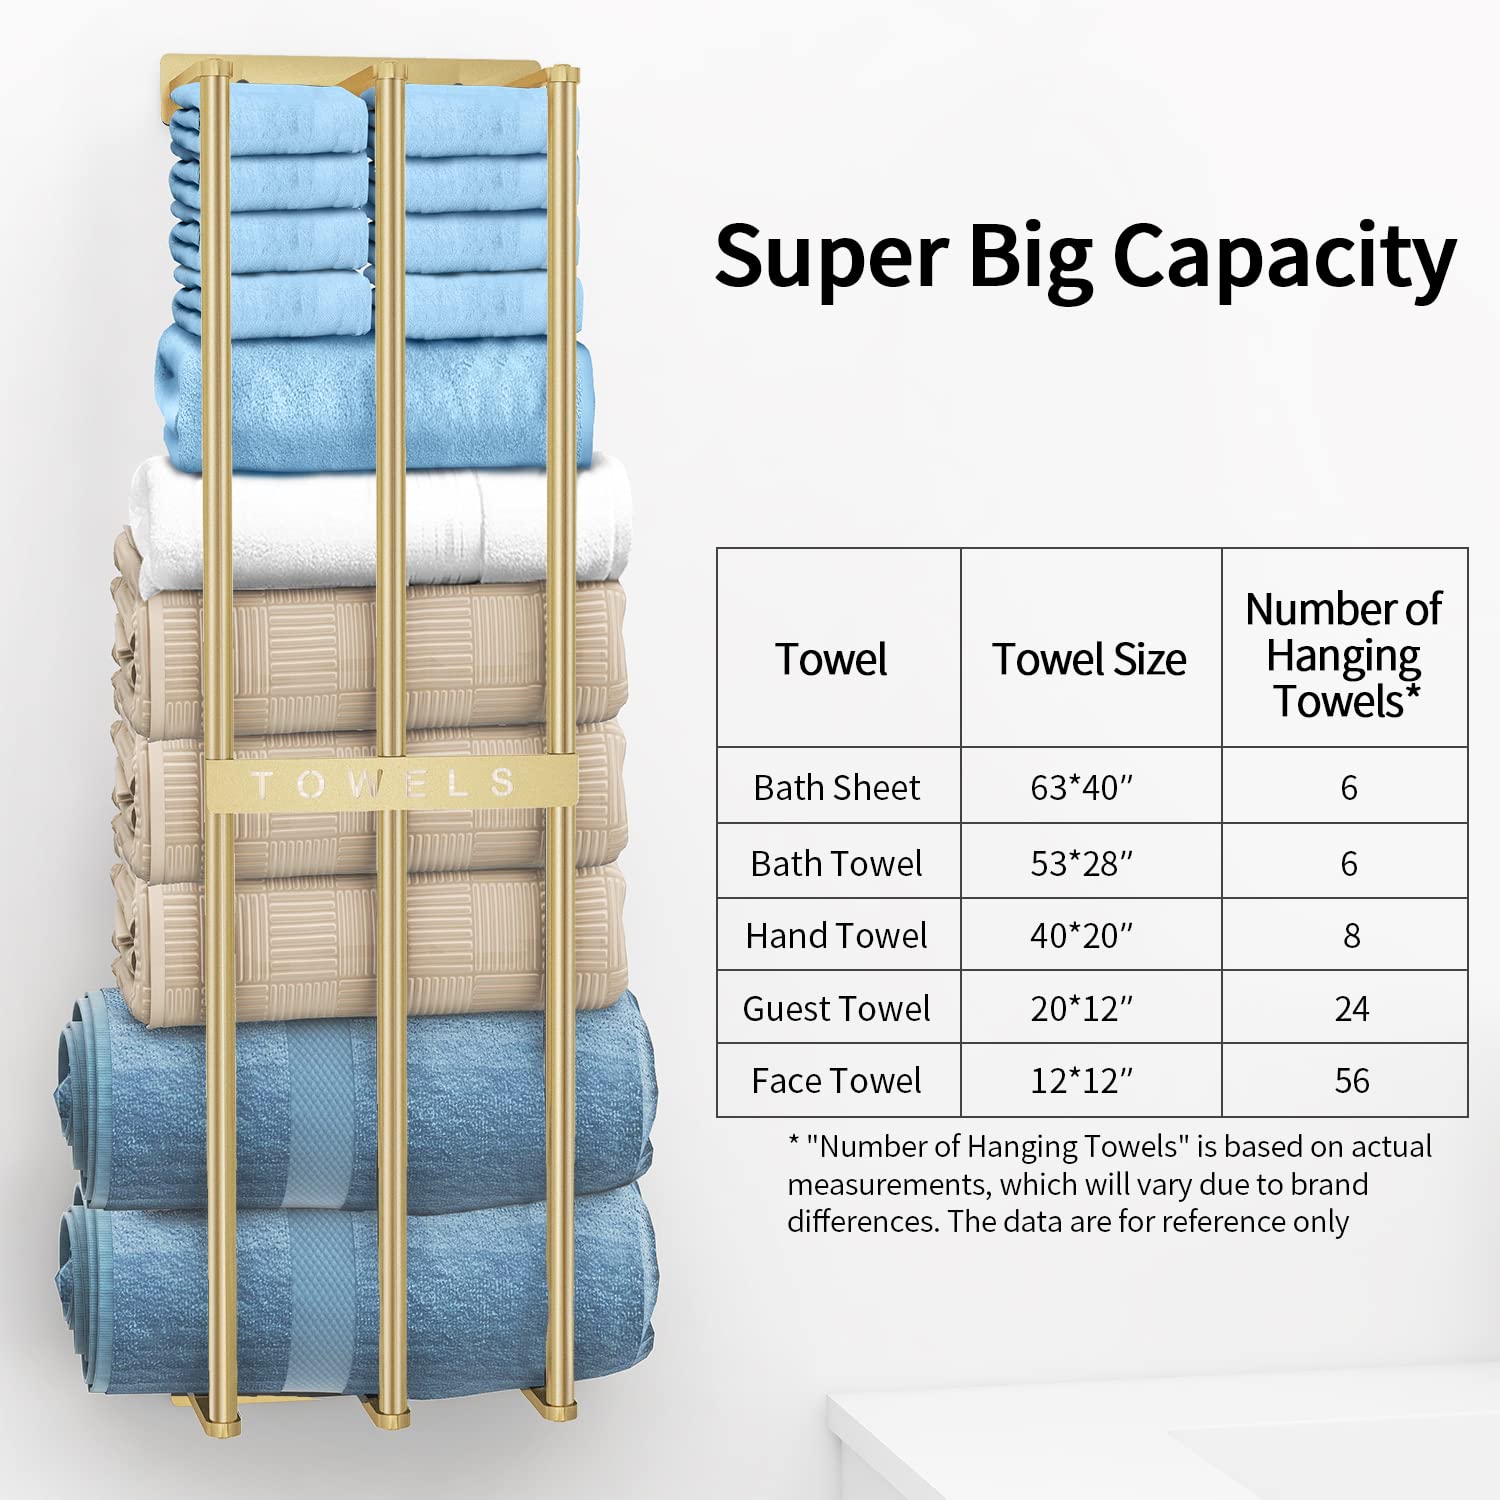 Super Big Capacity
TOWELS
Towel Towel Size Number of Hanging Towels*
Bath Sheet 63*40″ 6
Bath Towel 53*28″ 6
Hand Towel 40*20″ 8
Guest Towel 20*12″ 24
Face Towel 12*12″ 56
* "Number of Hanging Towels" is based on actual
measurements, which will vary due to brand
differences. The data are for reference only